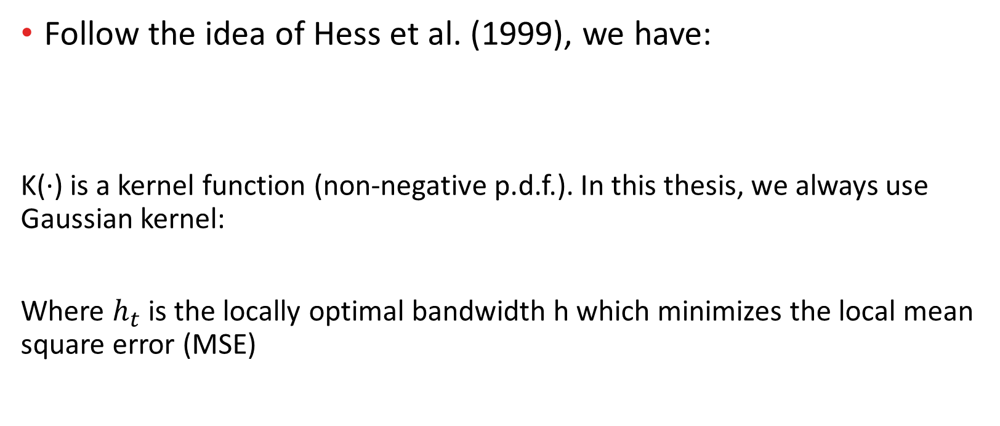 • Follow the idea of Hess et al. (1999), we have:
K(·) is a kernel function (non-negative p.d.f.). In this thesis, we always use
Gaussian kernel:
Where $h_t$ is the locally optimal bandwidth h which minimizes the local mean
square error (MSE)